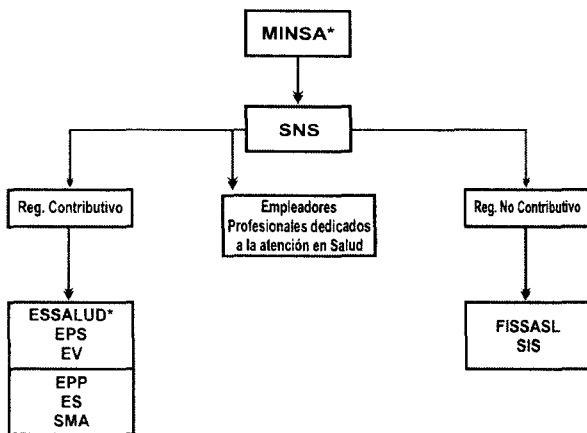 MINSA*
SNS
Reg. Contributivo
Empleadores
Profesionales dedicados
a la atención en Salud
Reg. No Contributivo
ESSALUD*
EPS
EV
EPP
ES
SMA
FISSASL
SIS